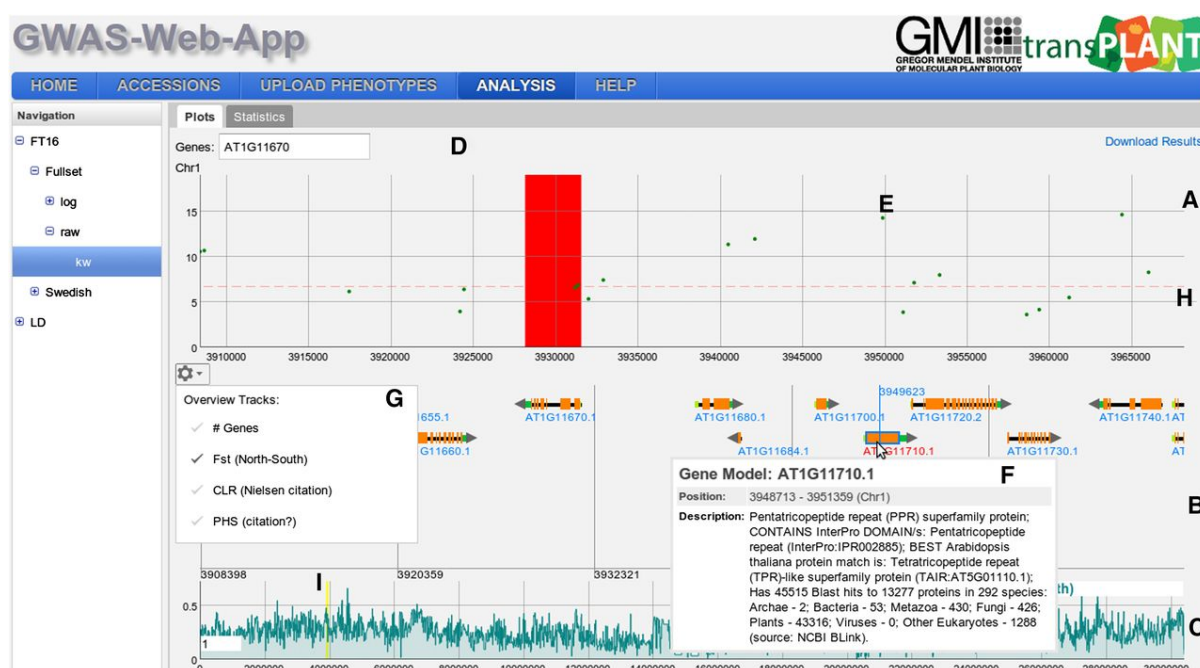 GWAS-Web-App
GMI transPLANT
GREGOR MENDEL INSTITUTE
OF MOLECULAR PLANT BIOLOGY
HOME ACCESSIONS UPLOAD PHENOTYPES ANALYSIS HELP
Navigation
FT16
Fullset
log
raw
kw
Swedish
LD
Plots Statistics
Genes: AT1G11670 D Download Results
Chr1
E A
15
10
H
5
0
3910000 3915000 3920000 3925000 3930000 3935000 3940000 3945000 3950000 3955000 3960000 3965000
Overview Tracks: G
# Genes
Fst (North-South)
CLR (Nielsen citation)
PHS (citation?)
3949623
1655.1 AT1G11670.1 AT1G11680.1 AT1G11700.1 AT1G11720.2 AT1G11740.1 AT
G11660.1 AT1G11684.1 AT1G11710.1 AT1G11730.1 AT
Gene Model: AT1G11710.1 F
Position: 3948713 - 3951359 (Chr1)
B
Description: Pentatricopeptide repeat (PPR) superfamily protein;
CONTAINS InterPro DOMAIN/s: Pentatricopeptide
repeat (InterPro:IPR002885); BEST Arabidopsis
thaliana protein match is: Tetratricopeptide repeat
(TPR)-like superfamily protein (TAIR:AT5G01110.1);
Has 45515 Blast hits to 13277 proteins in 292 species:
Archae - 2; Bacteria - 53; Metazoa - 430; Fungi - 426;
Plants - 43316; Viruses - 0; Other Eukaryotes - 1288
(source: NCBI BLink).
3908398 3920359 3932321
I th)
0.5
C
1
0